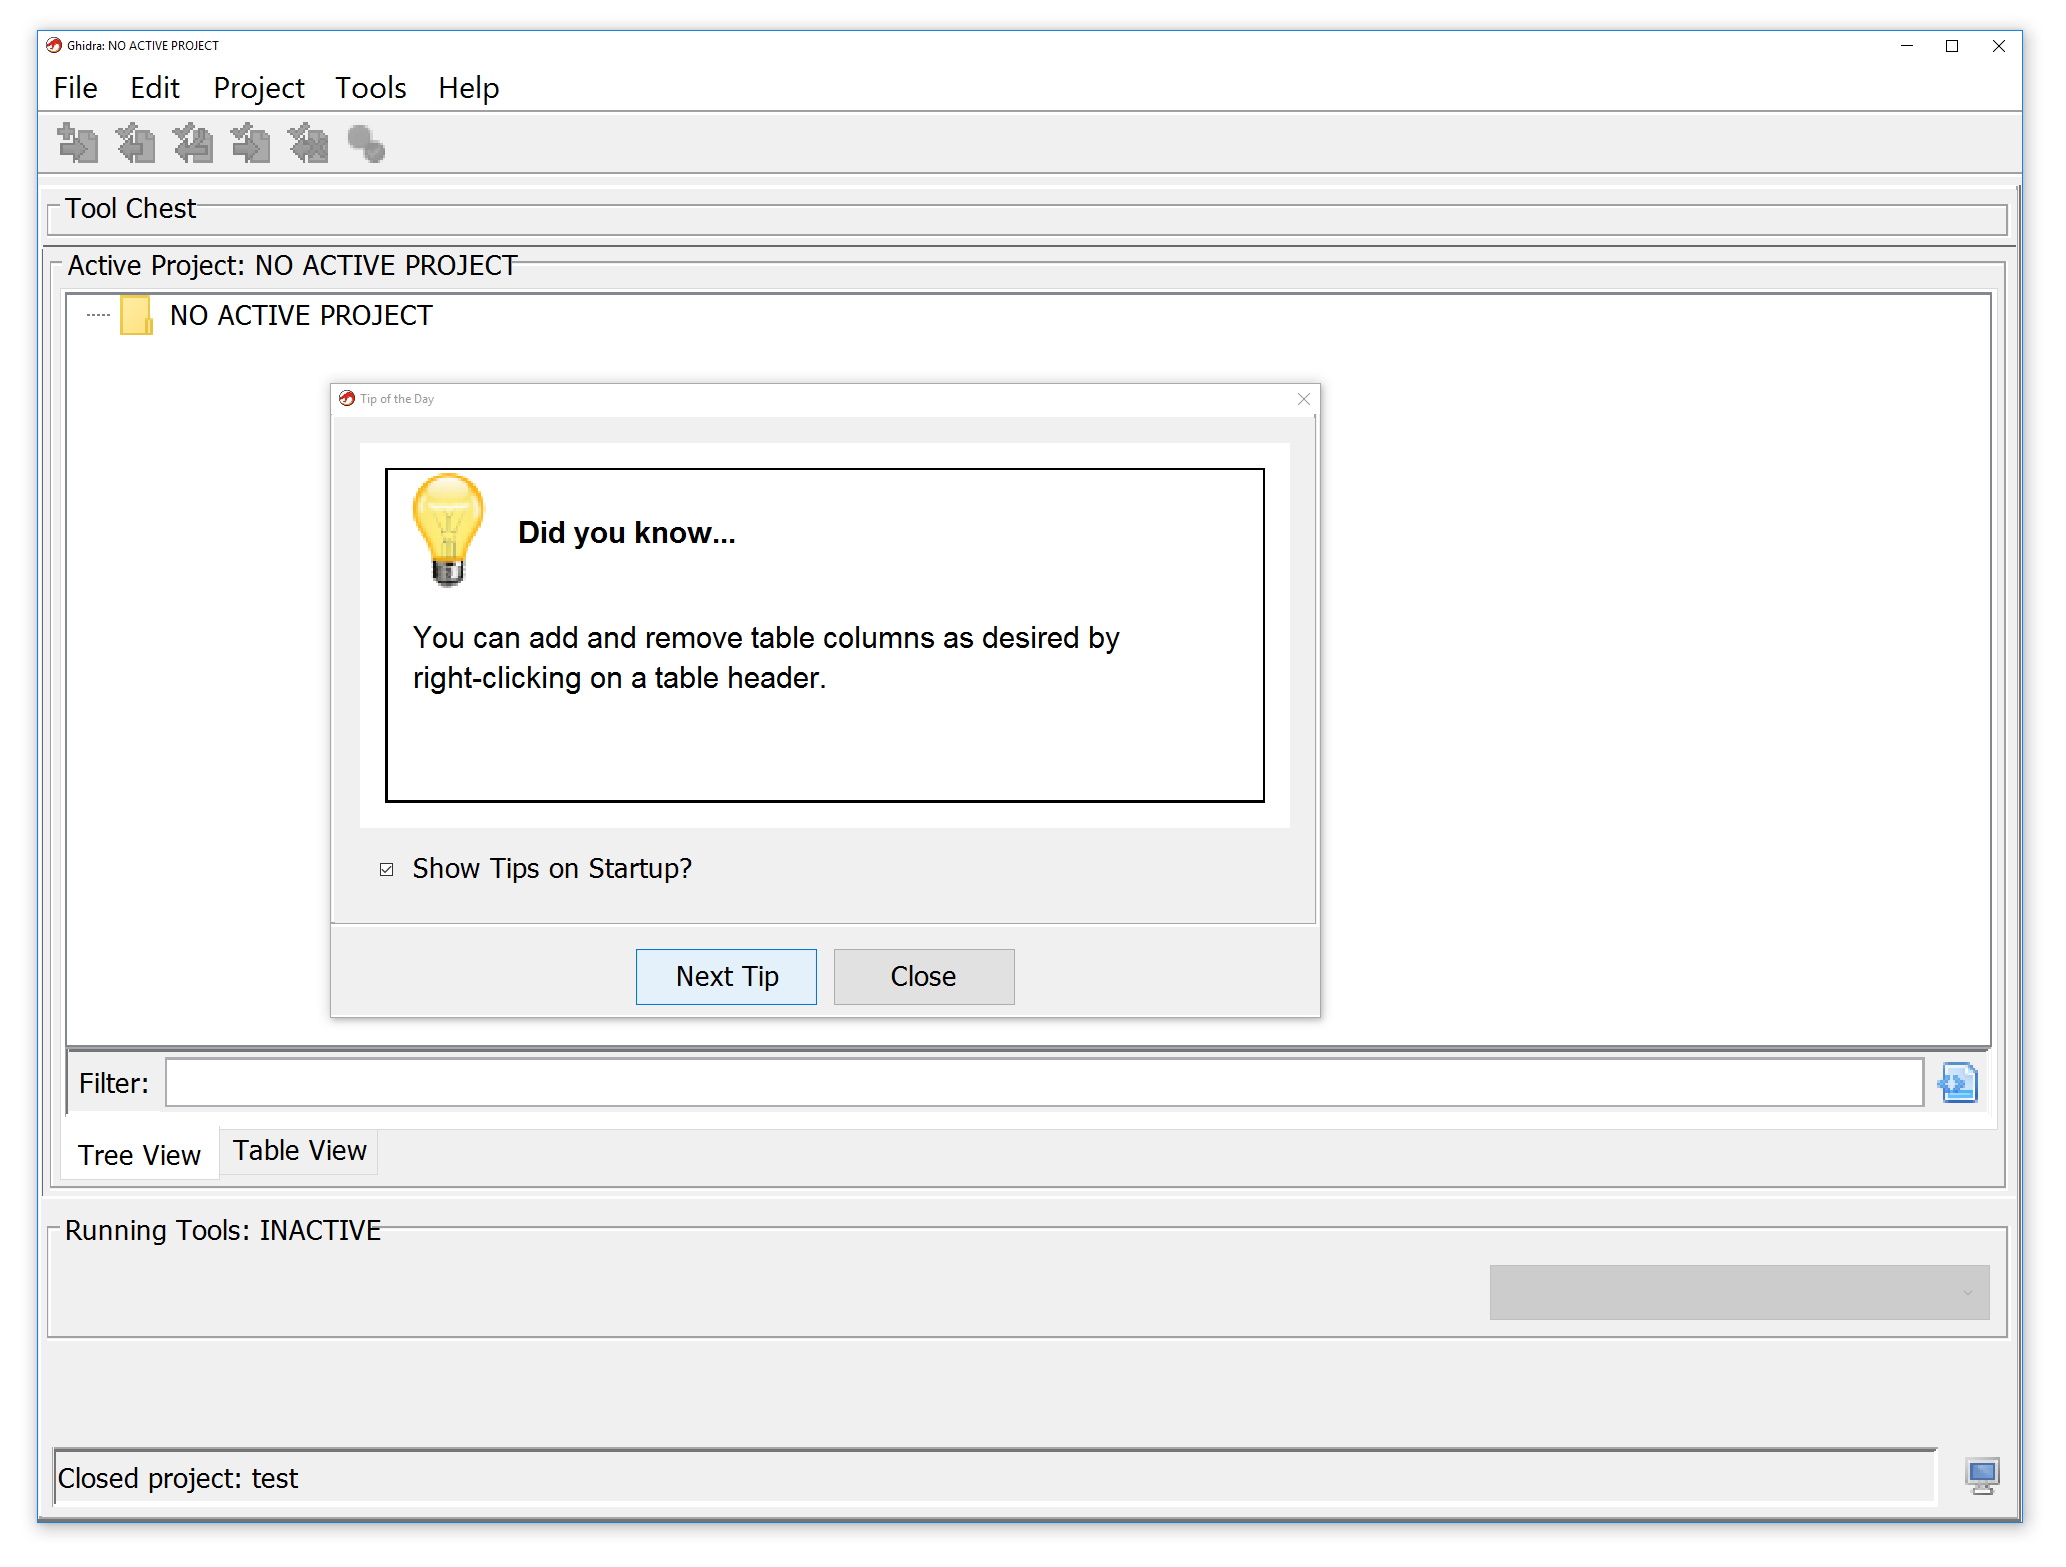 Ghidra: NO ACTIVE PROJECT
File Edit Project Tools Help
Tool Chest
Active Project: NO ACTIVE PROJECT
NO ACTIVE PROJECT
Tip of the Day
Did you know...
You can add and remove table columns as desired by
right-clicking on a table header.
Show Tips on Startup?
Next Tip Close
Filter:
Tree View Table View
Running Tools: INACTIVE
Closed project: test